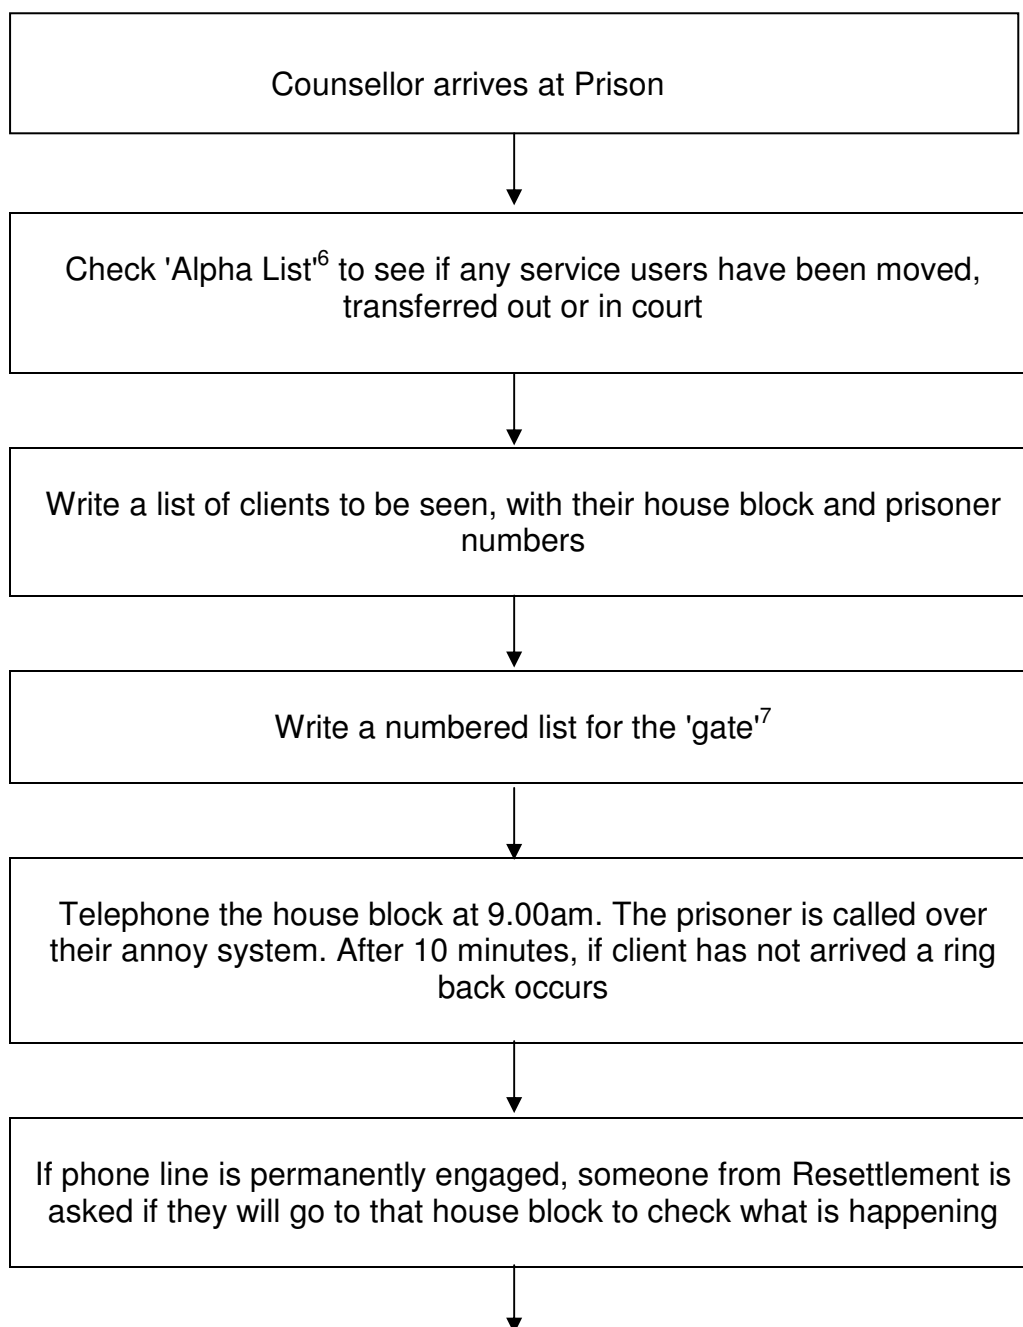 Counsellor arrives at Prison
Check 'Alpha List'6 to see if any service users have been moved,
transferred out or in court
Write a list of clients to be seen, with their house block and prisoner
numbers
Write a numbered list for the 'gate'7
Telephone the house block at 9.00am. The prisoner is called over
their annoy system. After 10 minutes, if client has not arrived a ring
back occurs
If phone line is permanently engaged, someone from Resettlement is
asked if they will go to that house block to check what is happening